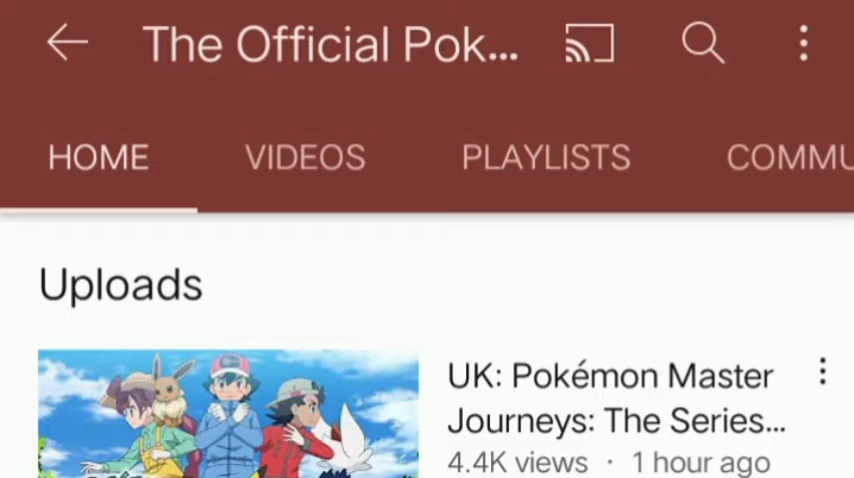 The Official Pok...
HOME VIDEOS PLAYLISTS COMMU
Uploads
UK: Pokémon Master
Journeys: The Series...
4.4K views · 1 hour ago